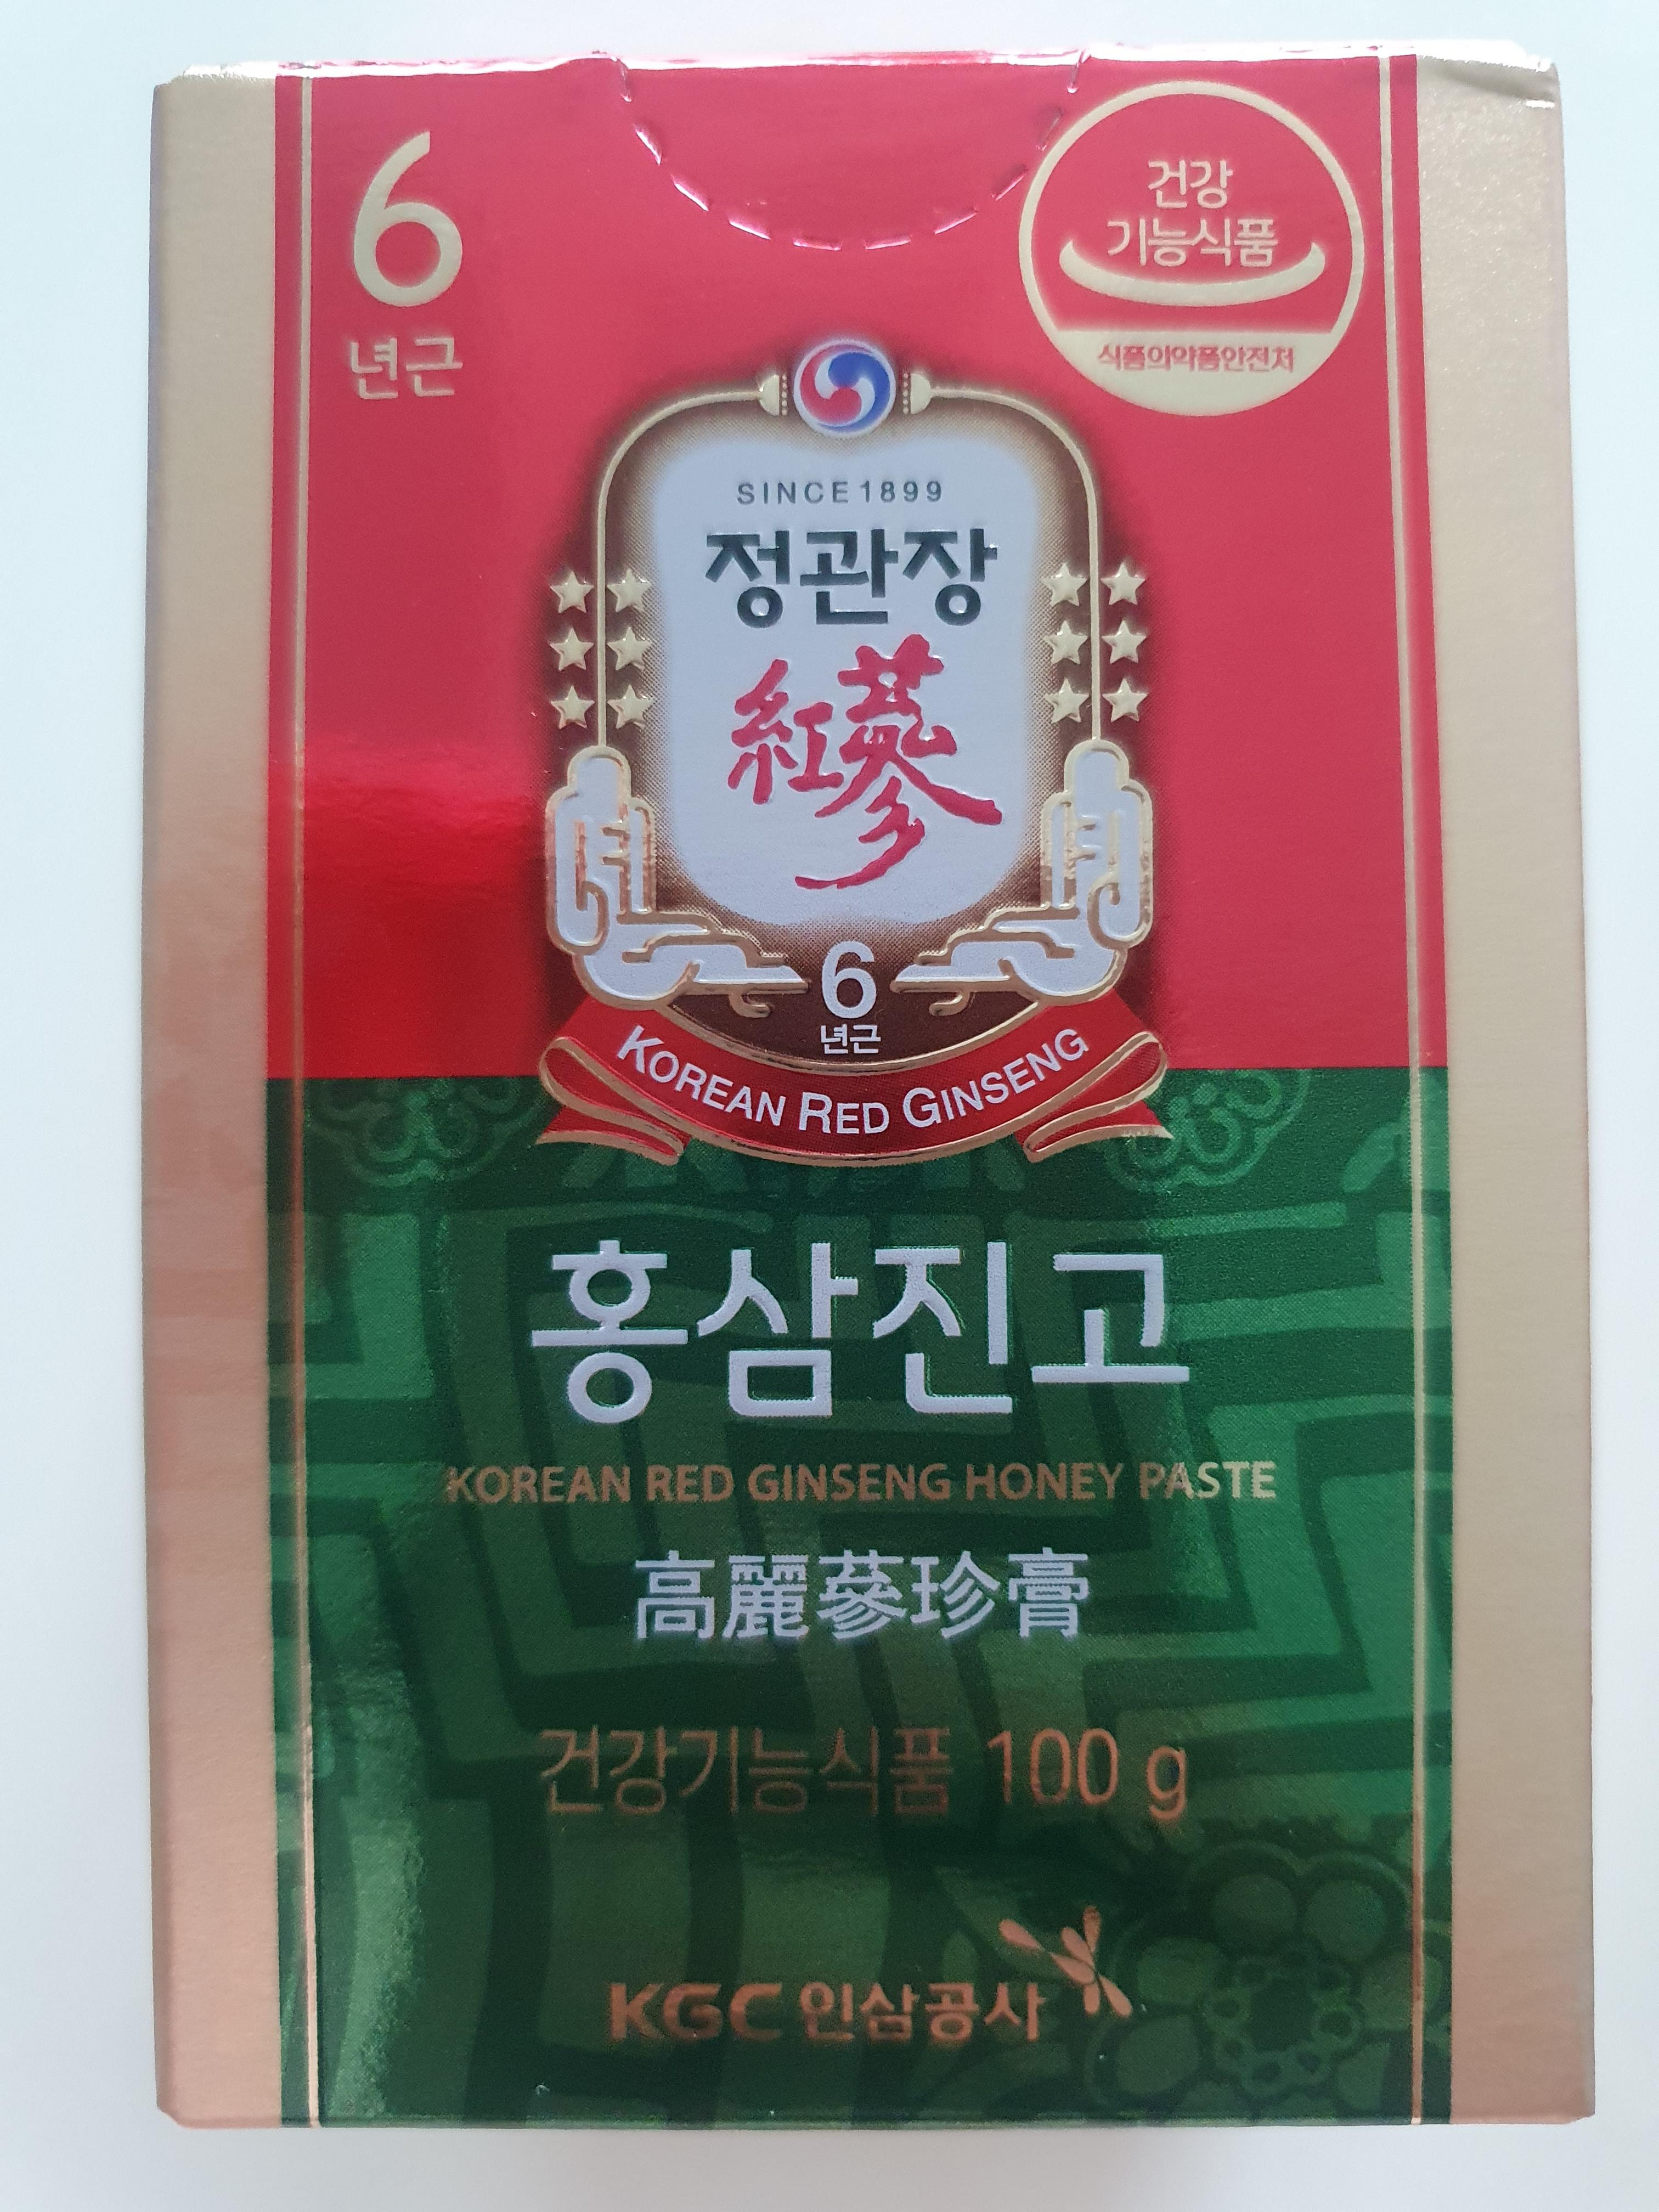 6
년근
건강
기능식품
식품의약품안전처
SINCE 1899
정관장
紅蔘
6
년근
KOREAN RED GINSENG
홍삼진고
KOREAN RED GINSENG HONEY PASTE
高麗蔘珍膏
건강기능식품 100 g
KGC 인삼공사